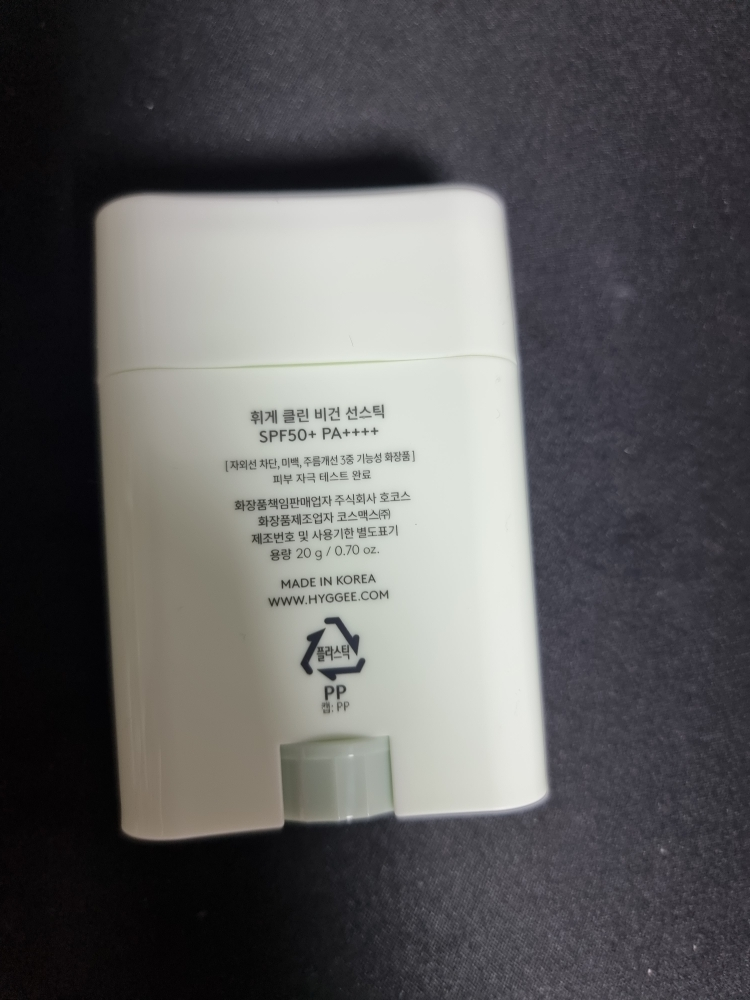 휘게 클린 비건 선스틱
SPF50+ PA++++
[ 자외선 차단, 미백, 주름개선 3중 기능성 화장품 ]
피부 자극 테스트 완료
화장품책임판매업자 주식회사 호코스
화장품제조업자 코스맥스㈜
제조번호 및 사용기한 별도표기
용량 20 g / 0.70 oz.
MADE IN KOREA
WWW.HYGGEE.COM
플라스틱
PP
캡: PP